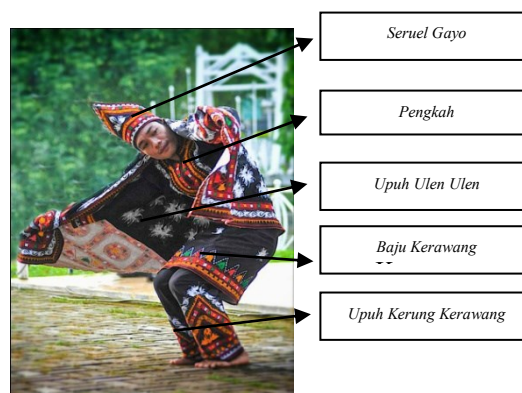 Seruel Gayo
Pengkah
Upuh Ulen Ulen
Baju Kerawang
Upuh Kerung Kerawang